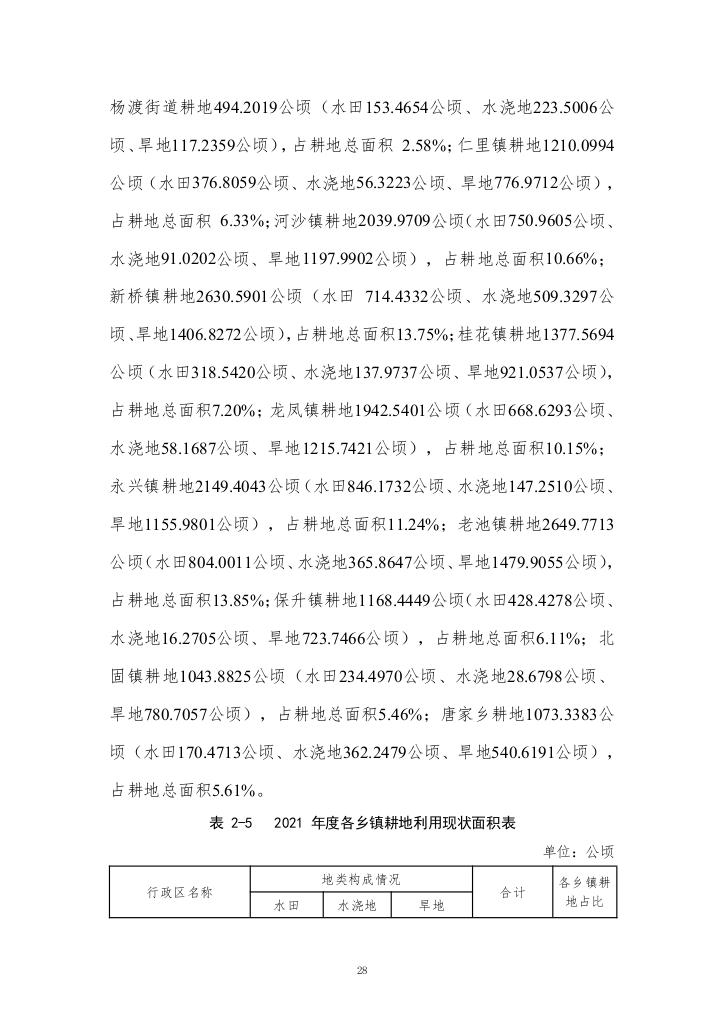 杨渡街道耕地494.2019公顷（水田153.4654公顷、水浇地223.5006公
顷、旱地117.2359公顷），占耕地总面积 2.58%；仁里镇耕地1210.0994
公顷（水田376.8059公顷、水浇地56.3223公顷、旱地776.9712公顷），
占耕地总面积 6.33%；河沙镇耕地2039.9709公顷（水田750.9605公顷、
水浇地91.0202公顷、旱地1197.9902公顷），占耕地总面积10.66%；
新桥镇耕地2630.5901公顷（水田 714.4332公顷、水浇地509.3297公
顷、旱地1406.8272公顷），占耕地总面积13.75%；桂花镇耕地1377.5694
公顷（水田318.5420公顷、水浇地137.9737公顷、旱地921.0537公顷），
占耕地总面积7.20%；龙凤镇耕地1942.5401公顷（水田668.6293公顷、
水浇地58.1687公顷、旱地1215.7421公顷），占耕地总面积10.15%；
永兴镇耕地2149.4043公顷（水田846.1732公顷、水浇地147.2510公顷、
旱地1155.9801公顷），占耕地总面积11.24%；老池镇耕地2649.7713
公顷（水田804.0011公顷、水浇地365.8647公顷、旱地1479.9055公顷），
占耕地总面积13.85%；保升镇耕地1168.4449公顷（水田428.4278公顷、
水浇地16.2705公顷、旱地723.7466公顷），占耕地总面积6.11%；北
固镇耕地1043.8825公顷（水田234.4970公顷、水浇地28.6798公顷、
旱地780.7057公顷），占耕地总面积5.46%；唐家乡耕地1073.3383公
顷（水田170.4713公顷、水浇地362.2479公顷、旱地540.6191公顷），
占耕地总面积5.61%。
表 2-5 2021 年度各乡镇耕地利用现状面积表
单位：公顷
行政区名称 地类构成情况 合计 各乡镇耕
地占比
水田 水浇地 旱地
28